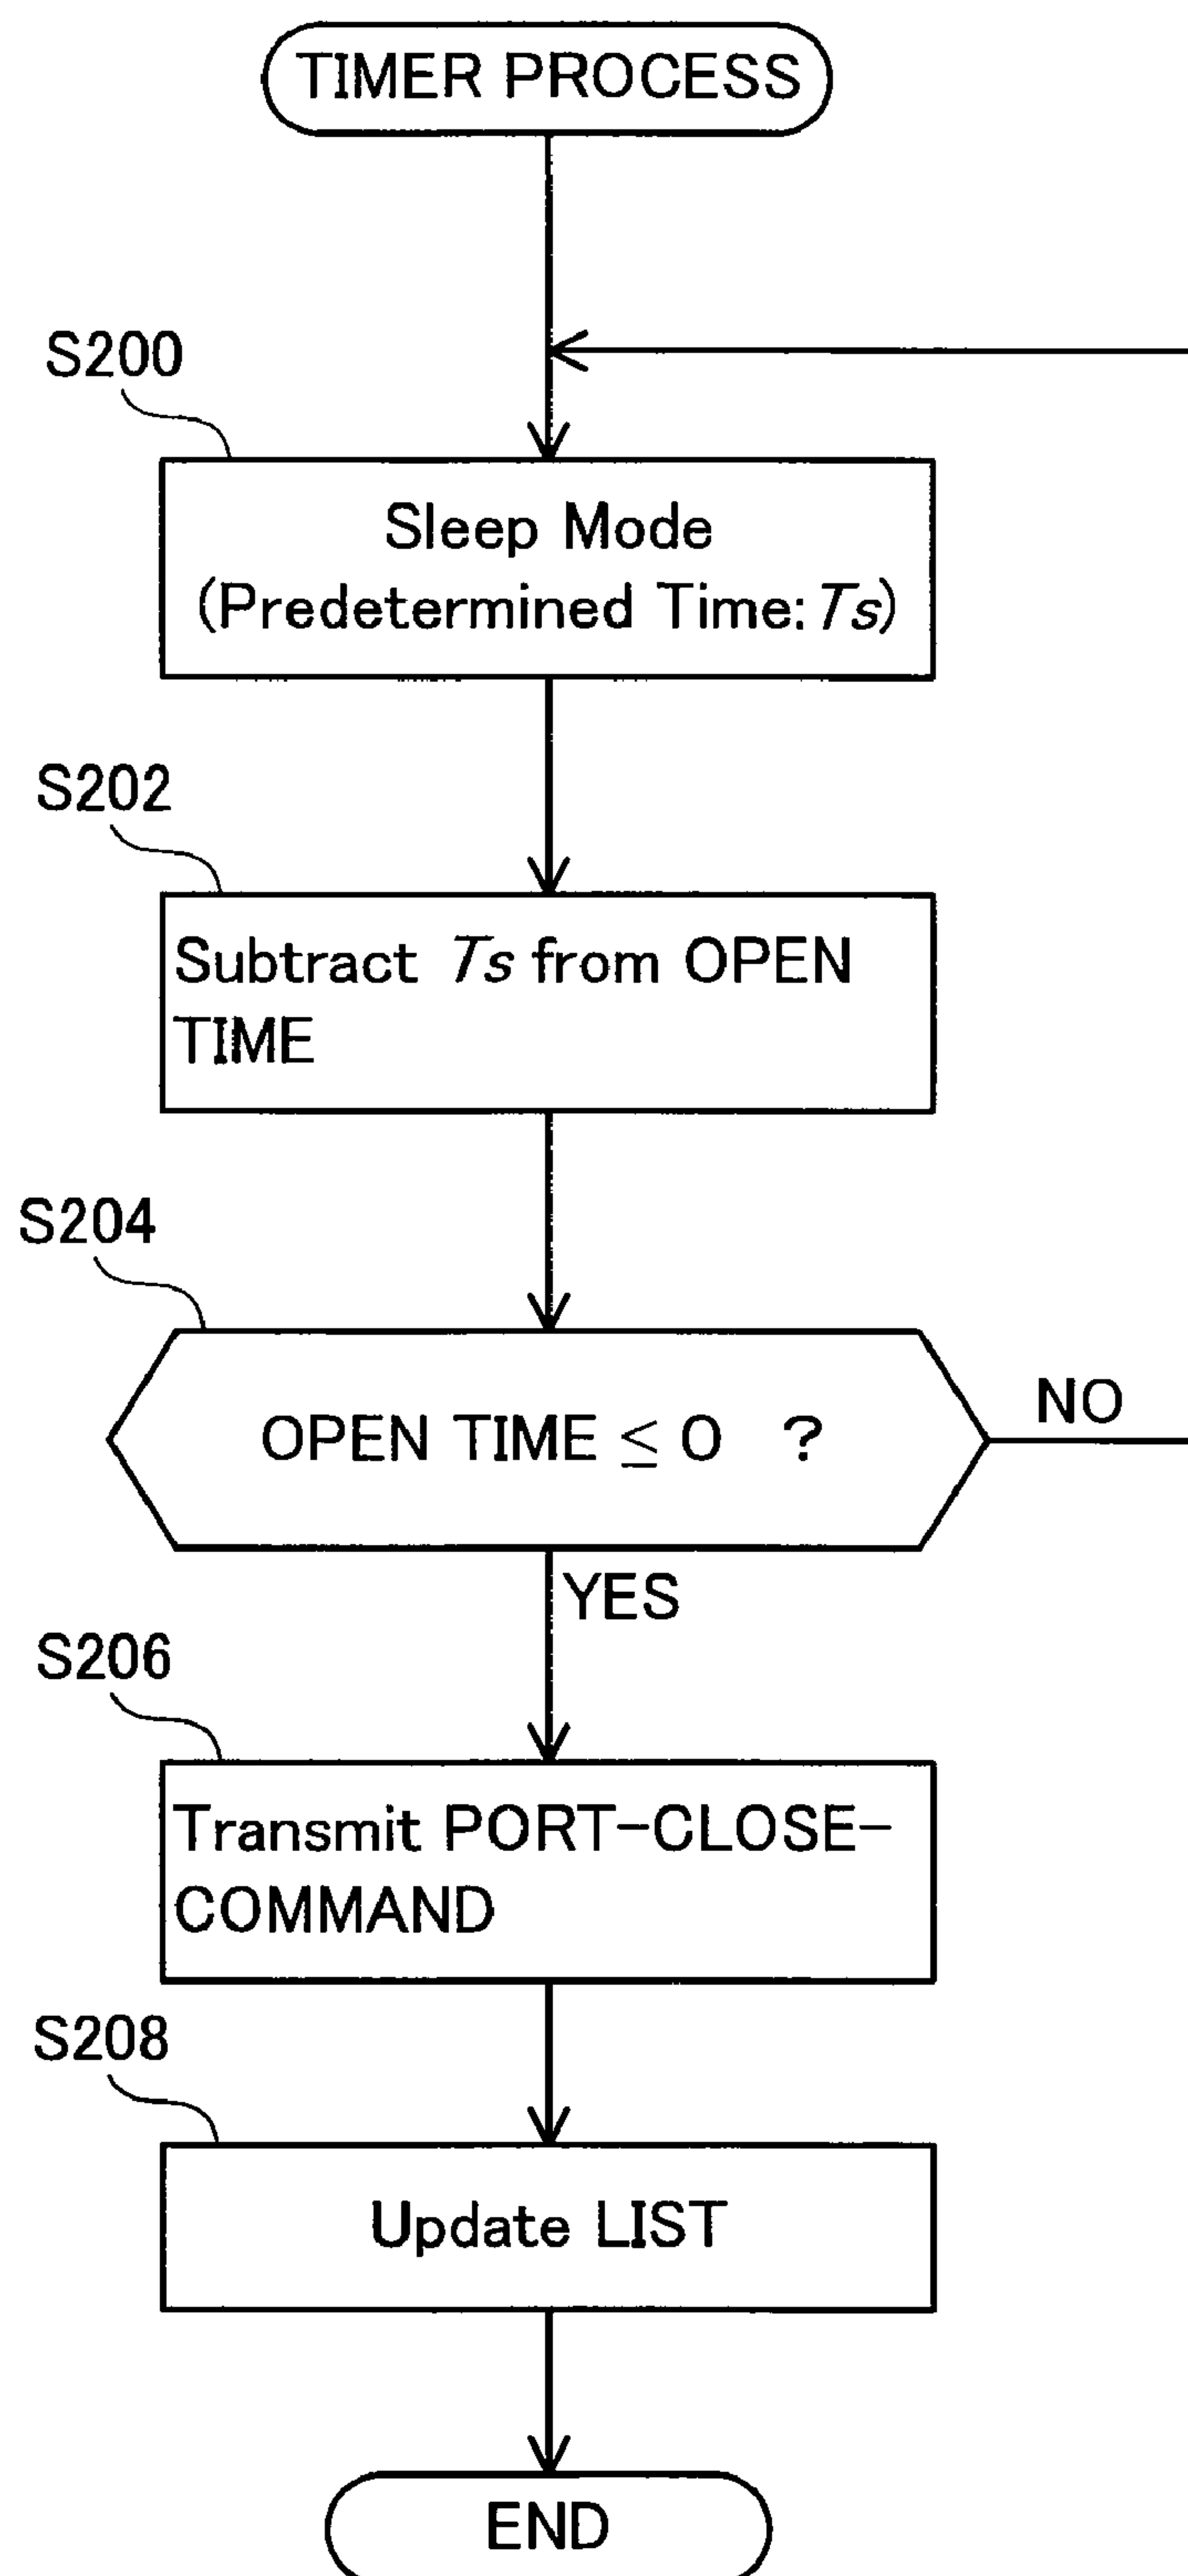 TIMER PROCESS
S200
Sleep Mode
(Predetermined Time:Ts)
S202
Subtract Ts from OPEN
TIME
S204
OPEN TIME ≤ 0 ?
NO
YES
S206
Transmit PORT-CLOSE-
COMMAND
S208
Update LIST
END